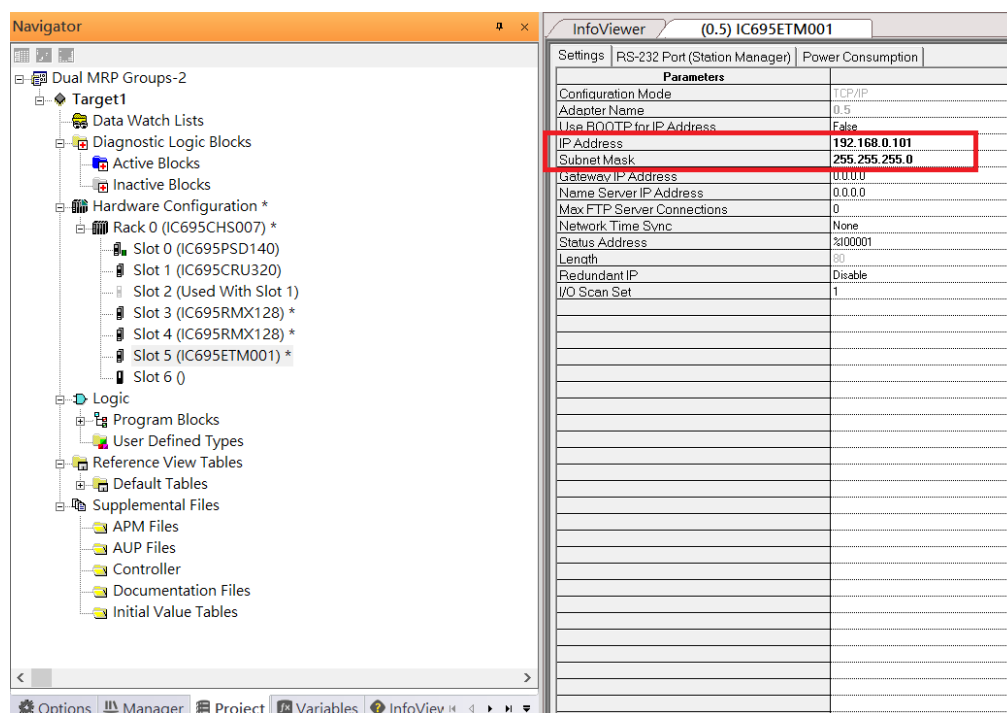 Navigator
Dual MRP Groups-2
Target1
Data Watch Lists
Diagnostic Logic Blocks
Active Blocks
Inactive Blocks
Hardware Configuration *
Rack 0 (IC695CHS007) *
Slot 0 (IC695PSD140)
Slot 1 (IC695CRU320)
Slot 2 (Used With Slot 1)
Slot 3 (IC695RMX128) *
Slot 4 (IC695RMX128) *
Slot 5 (IC695ETM001) *
Slot 6 ()
Logic
Program Blocks
User Defined Types
Reference View Tables
Default Tables
Supplemental Files
APM Files
AUP Files
Controller
Documentation Files
Initial Value Tables
Options Manager Project Variables InfoView
InfoViewer (0.5) IC695ETM001
Settings RS-232 Port (Station Manager) Power Consumption
Parameters
Configuration Mode TCP/IP
Adapter Name 0.5
Use BOOTP for IP Address False
IP Address 192.168.0.101
Subnet Mask 255.255.255.0
Gateway IP Address 0.0.0.0
Name Server IP Address 0.0.0.0
Max FTP Server Connections 0
Network Time Sync None
Status Address %I00001
Length 80
Redundant IP Disable
I/O Scan Set 1